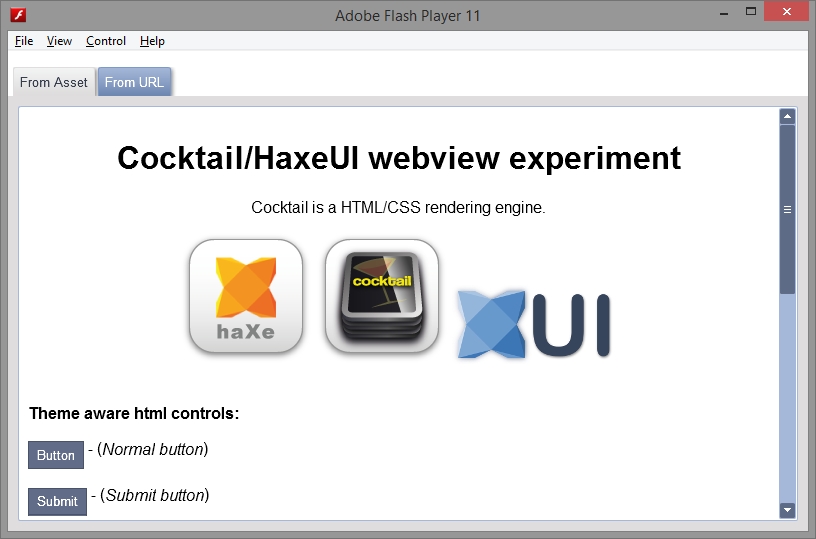 Adobe Flash Player 11
File View Control Help
From Asset From URL
Cocktail/HaxeUI webview experiment
Cocktail is a HTML/CSS rendering engine.
haXe
cocktail
UI
Theme aware html controls:
Button - (Normal button)
Submit - (Submit button)